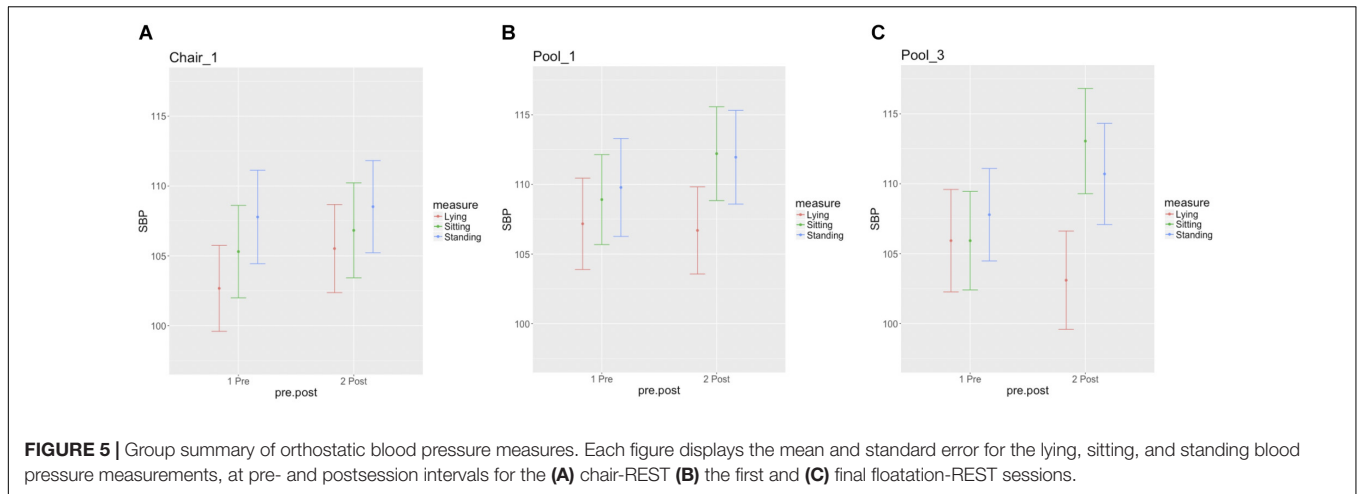 A
Chair_1
SBP
115
110
105
100
1 Pre
2 Post
pre.post
measure
Lying
Sitting
Standing
B
Pool_1
SBP
115
110
105
100
1 Pre
2 Post
pre.post
measure
Lying
Sitting
Standing
C
Pool_3
SBP
115
110
105
100
1 Pre
2 Post
pre.post
measure
Lying
Sitting
Standing
FIGURE 5 | Group summary of orthostatic blood pressure measures. Each figure displays the mean and standard error for the lying, sitting, and standing blood
pressure measurements, at pre- and postsession intervals for the (A) chair-REST (B) the first and (C) final floatation-REST sessions.